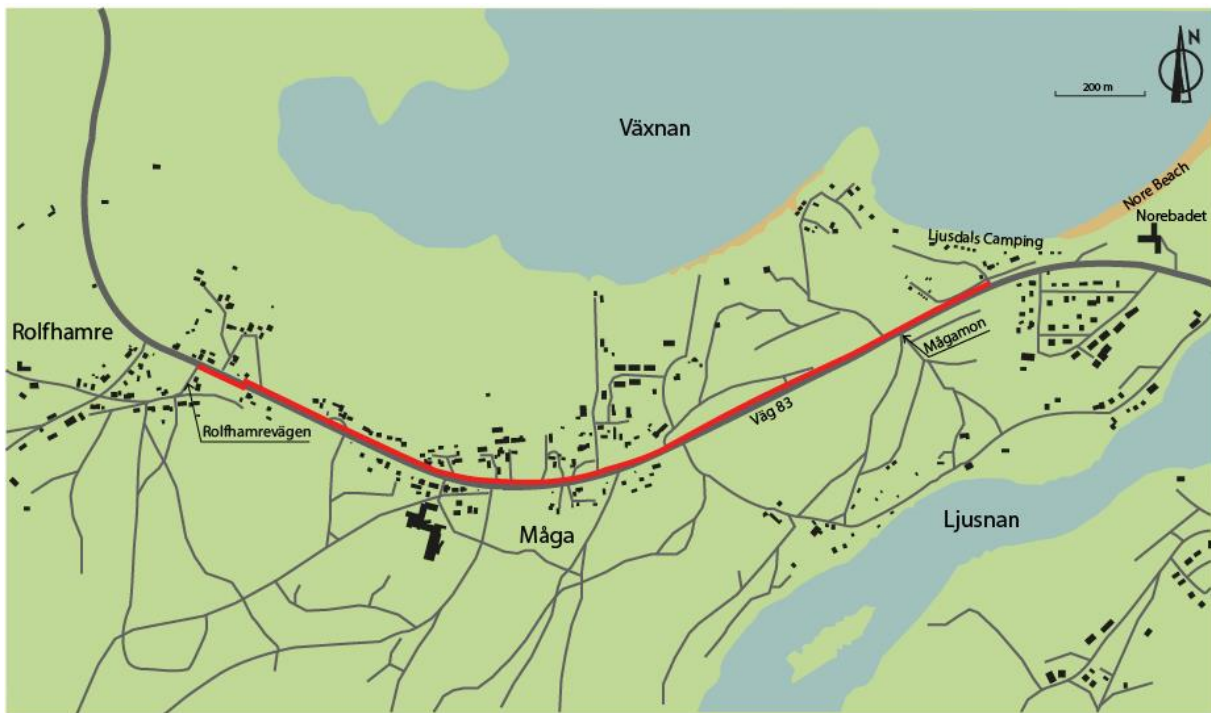 N
200 m
Växnan
Nore Beach
Norebadet
Ljusdals Camping
Rolfhamre
Mågamon
Väg 83
Rolfhamrevägen
Ljusnan
Måga